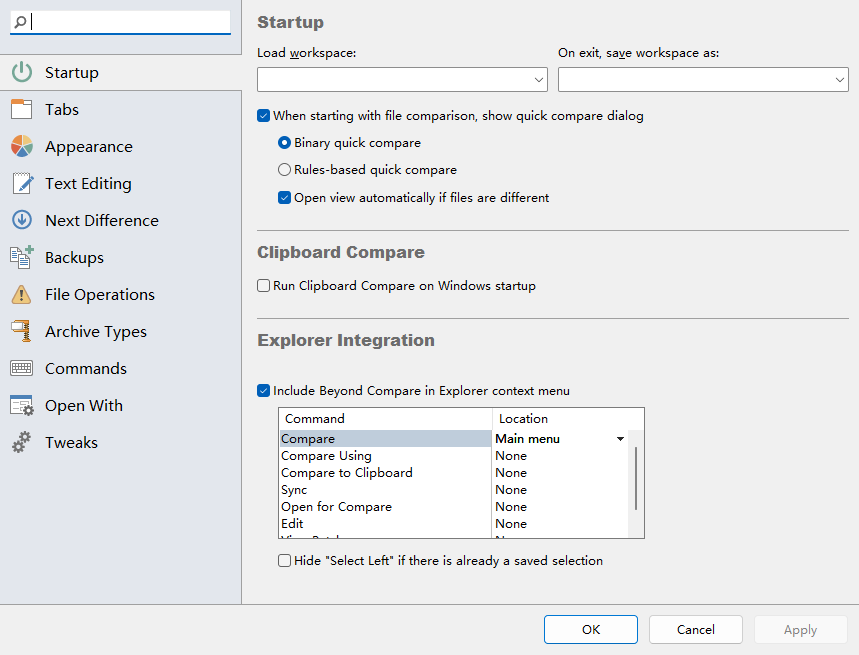 Startup
Tabs
Appearance
Text Editing
Next Difference
Backups
File Operations
Archive Types
Commands
Open With
Tweaks
Startup
Load workspace: On exit, save workspace as:
When starting with file comparison, show quick compare dialog
Binary quick compare
Rules-based quick compare
Open view automatically if files are different
Clipboard Compare
Run Clipboard Compare on Windows startup
Explorer Integration
Include Beyond Compare in Explorer context menu
Command Location
Compare Main menu
Compare Using None
Compare to Clipboard None
Sync None
Open for Compare None
Edit None
Hide "Select Left" if there is already a saved selection
OK Cancel Apply